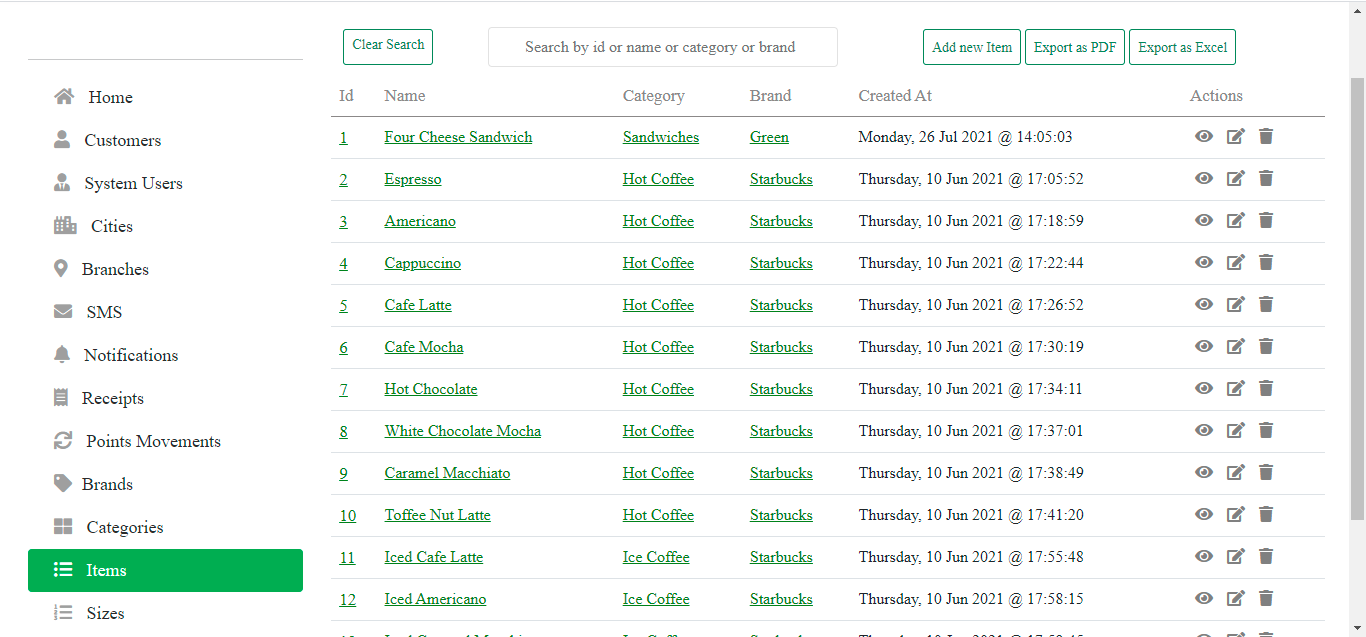 Clear Search
Search by id or name or category or brand
Add new Item Export as PDF Export as Excel
Home
Customers
System Users
Cities
Branches
SMS
Notifications
Receipts
Points Movements
Brands
Categories
Items
Sizes
Id Name Category Brand Created At Actions
1 Four Cheese Sandwich Sandwiches Green Monday, 26 Jul 2021 @ 14:05:03
2 Espresso Hot Coffee Starbucks Thursday, 10 Jun 2021 @ 17:05:52
3 Americano Hot Coffee Starbucks Thursday, 10 Jun 2021 @ 17:18:59
4 Cappuccino Hot Coffee Starbucks Thursday, 10 Jun 2021 @ 17:22:44
5 Cafe Latte Hot Coffee Starbucks Thursday, 10 Jun 2021 @ 17:26:52
6 Cafe Mocha Hot Coffee Starbucks Thursday, 10 Jun 2021 @ 17:30:19
7 Hot Chocolate Hot Coffee Starbucks Thursday, 10 Jun 2021 @ 17:34:11
8 White Chocolate Mocha Hot Coffee Starbucks Thursday, 10 Jun 2021 @ 17:37:01
9 Caramel Macchiato Hot Coffee Starbucks Thursday, 10 Jun 2021 @ 17:38:49
10 Toffee Nut Latte Hot Coffee Starbucks Thursday, 10 Jun 2021 @ 17:41:20
11 Iced Cafe Latte Ice Coffee Starbucks Thursday, 10 Jun 2021 @ 17:55:48
12 Iced Americano Ice Coffee Starbucks Thursday, 10 Jun 2021 @ 17:58:15